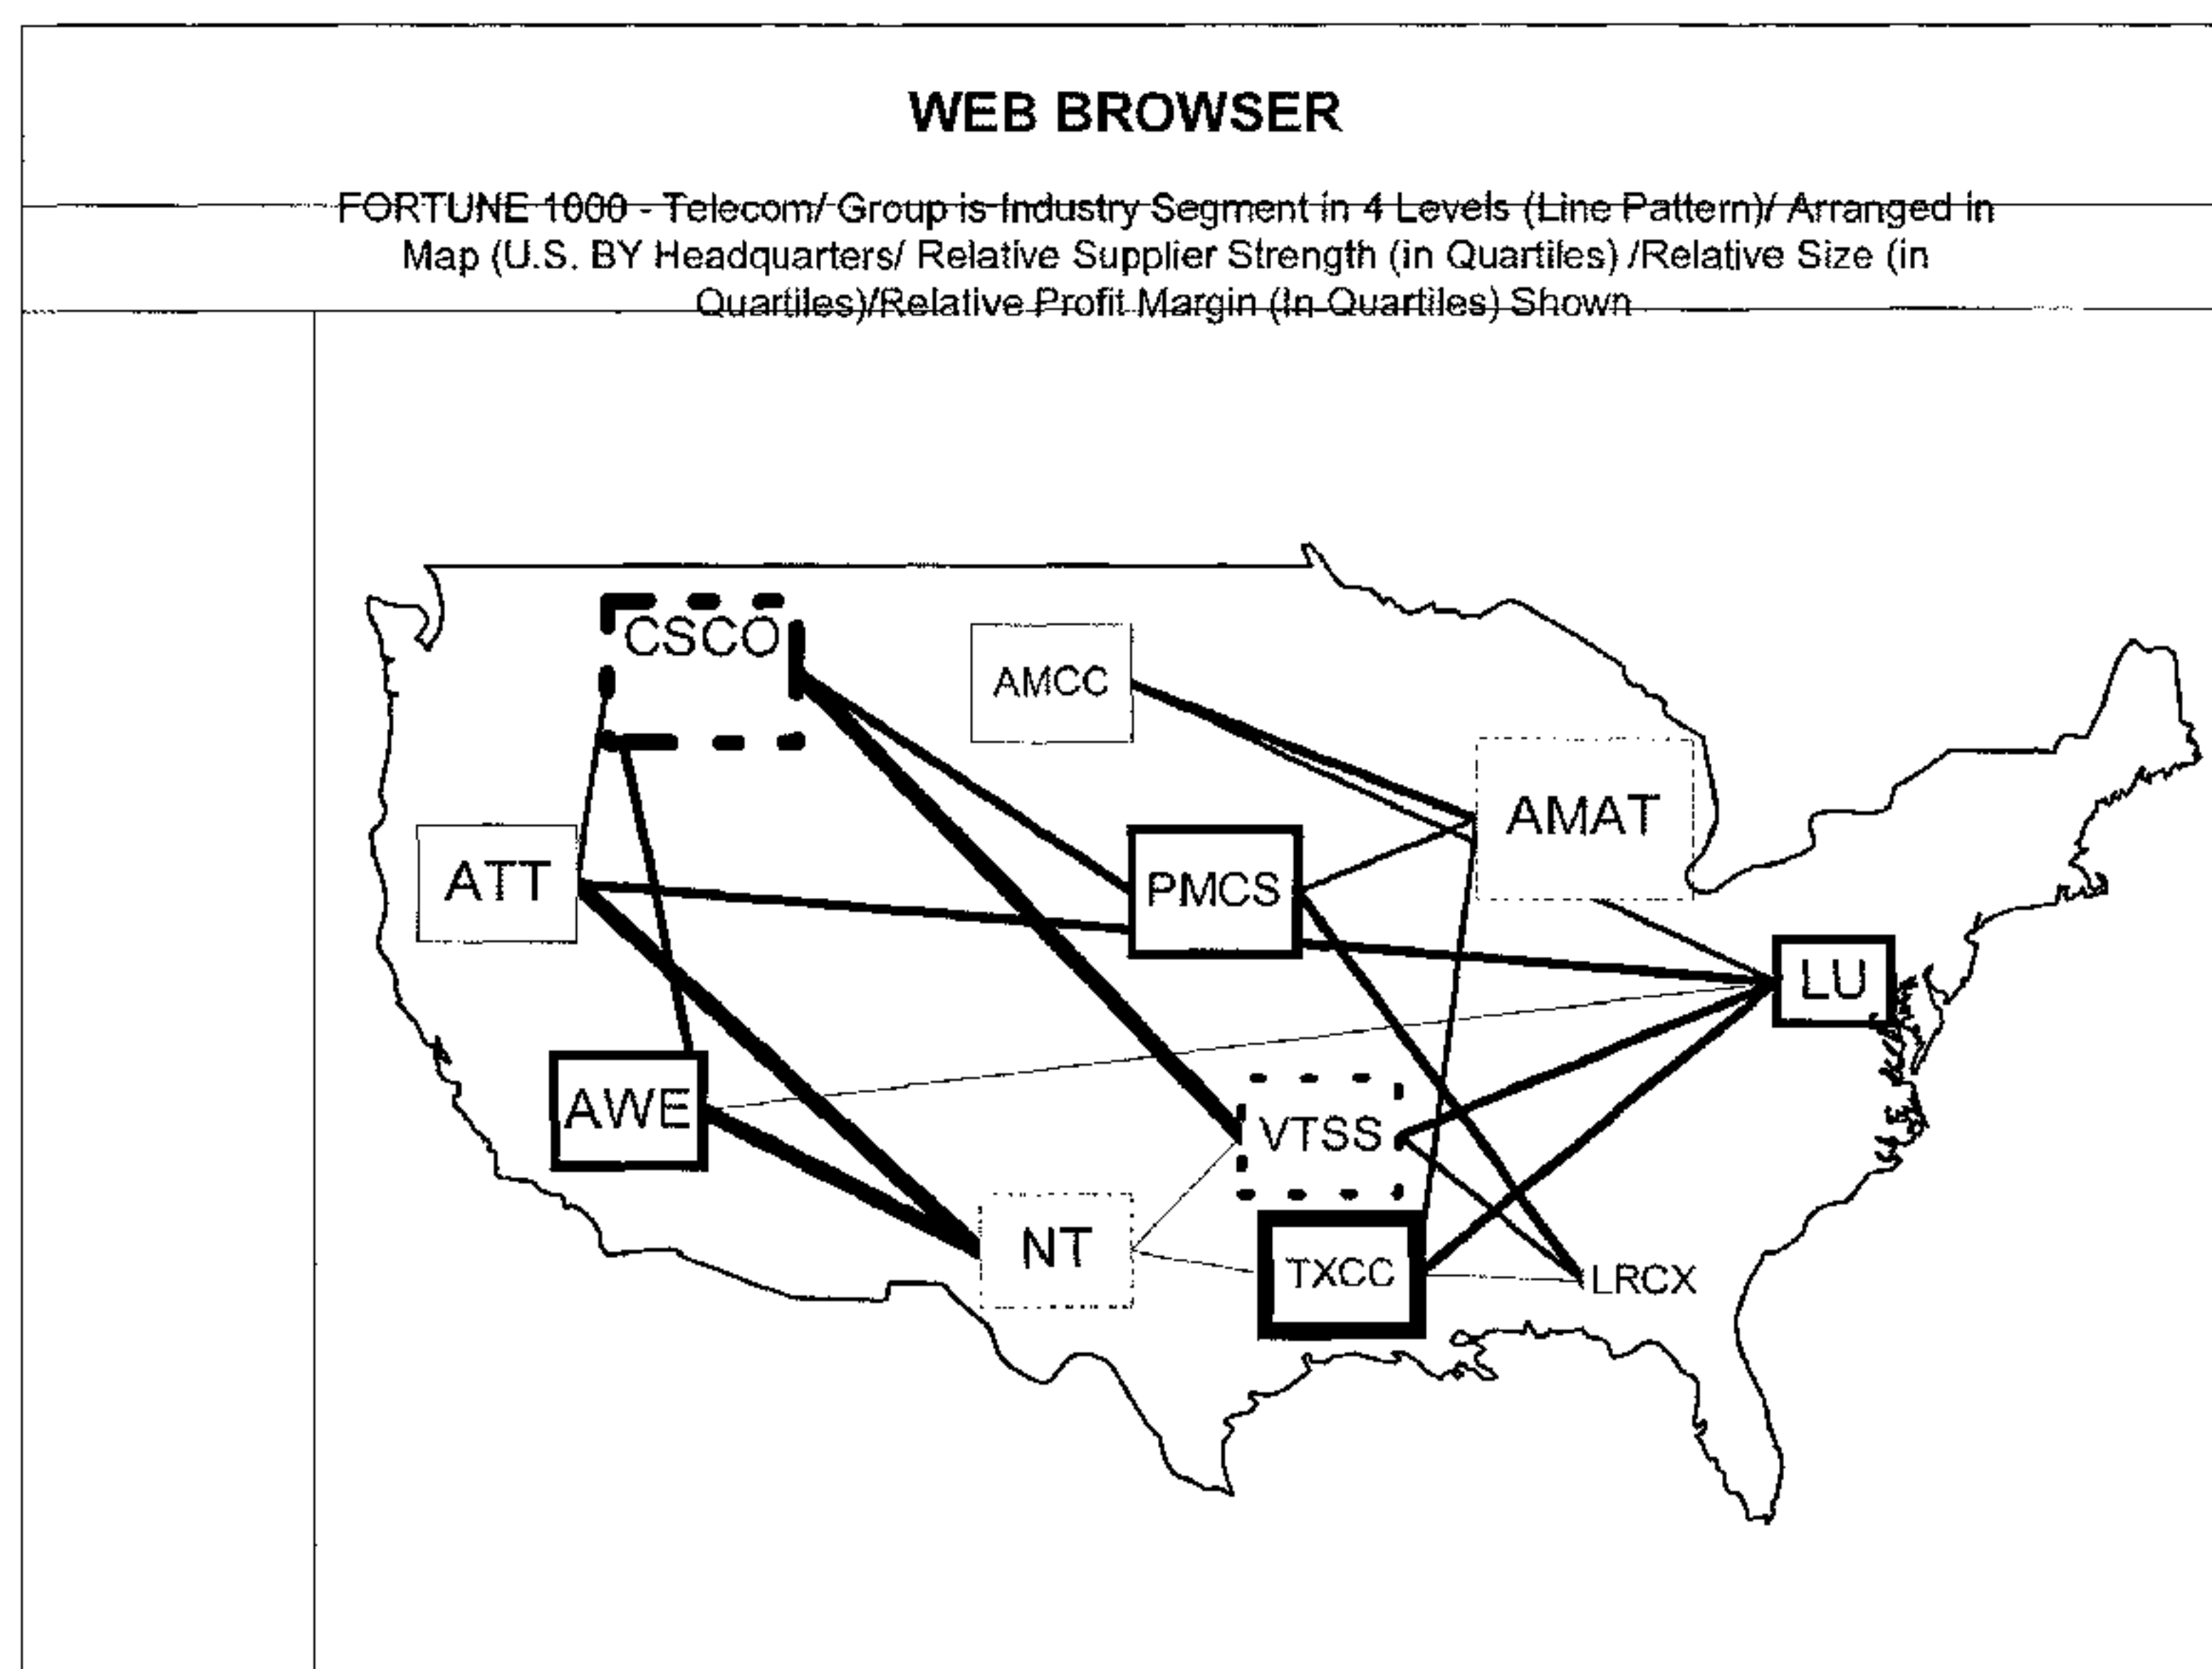 WEB BROWSER
FORTUNE 1000 - Telecom/ Group is Industry Segment in 4 Levels (Line Pattern)/ Arranged in
Map (U.S. BY Headquarters/ Relative Supplier Strength (in Quartiles) /Relative Size (in
Quartiles)/Relative Profit Margin (In Quartiles) Shown
CSCO
AMCC
AMAT
ATT
PMCS
LU
AWE
VTSS
NT
TXCC
LRCX